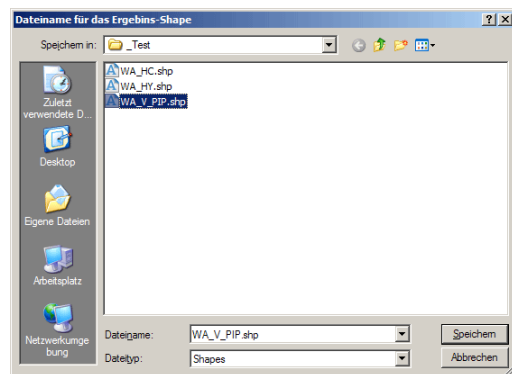 Dateiname für das Ergebins-Shape
Speichern in:
_Test
WA_HC.shp
WA_HY.shp
WA_V_PIP.shp
Zuletzt
verwendete D...
Desktop
Eigene Dateien
Arbeitsplatz
Netzwerkumge
bung
Dateiname: WA_V_PIP.shp Speichern
Dateityp: Shapes Abbrechen